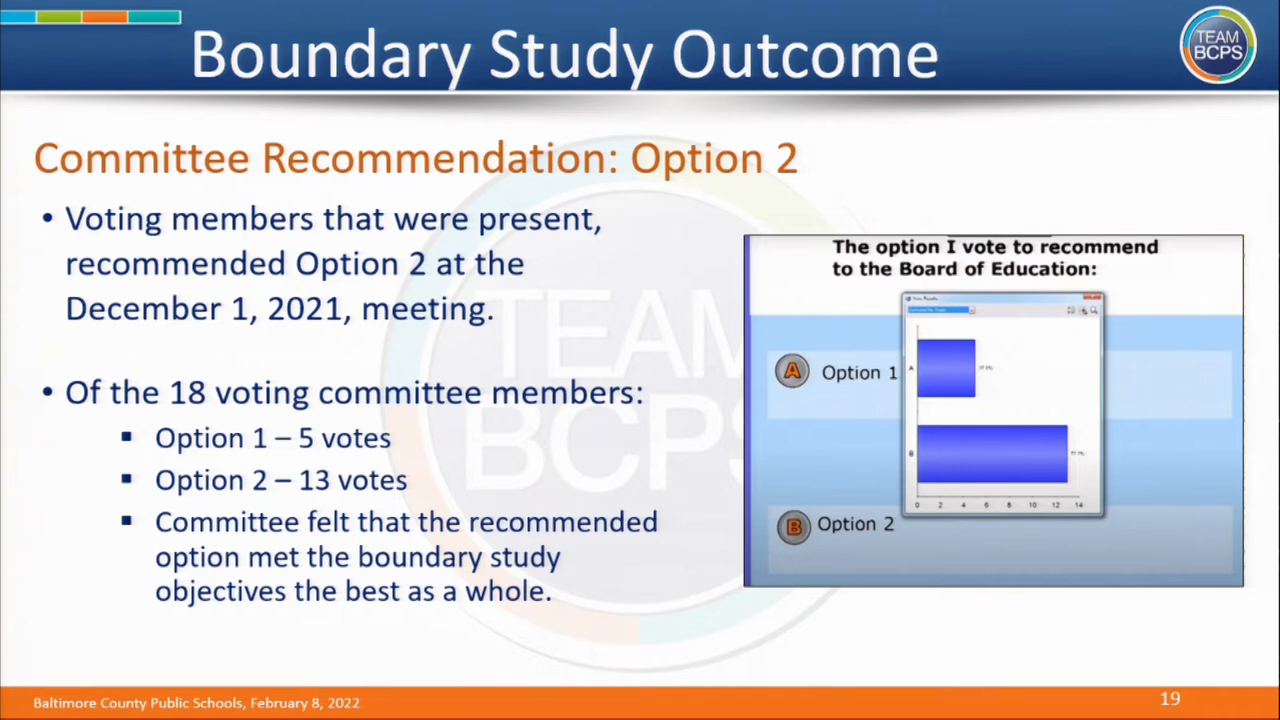 Boundary Study Outcome
TEAM
BCPS
Committee Recommendation: Option 2
• Voting members that were present,
recommended Option 2 at the
December 1, 2021, meeting.
• Of the 18 voting committee members:
▪ Option 1 – 5 votes
▪ Option 2 – 13 votes
▪ Committee felt that the recommended
option met the boundary study
objectives the best as a whole.
The option I vote to recommend
to the Board of Education:
A Option 1
A
B
0 2 4 6 8 10 12 14
B Option 2
TEAM
BCPS
Baltimore County Public Schools, February 8, 2022
19